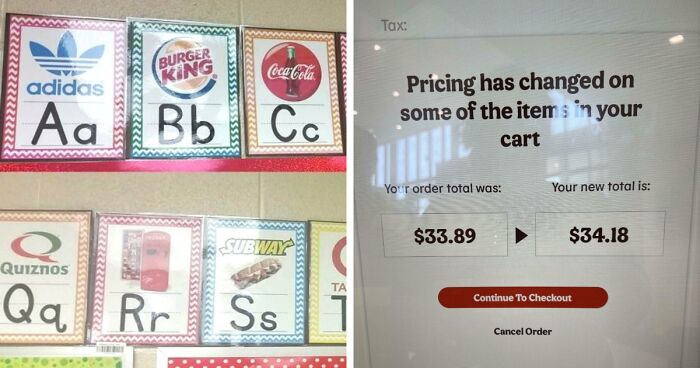 adidas
Aa
BURGER
KING
Bb
Coca-Cola
Cc
Quiznos
Qq
Rr
SUBWAY
Ss
TA
T
Tax:
Pricing has changed on
some of the items in your
cart
Your order total was:
Your new total is:
$33.89
$34.18
Continue To Checkout
Cancel Order